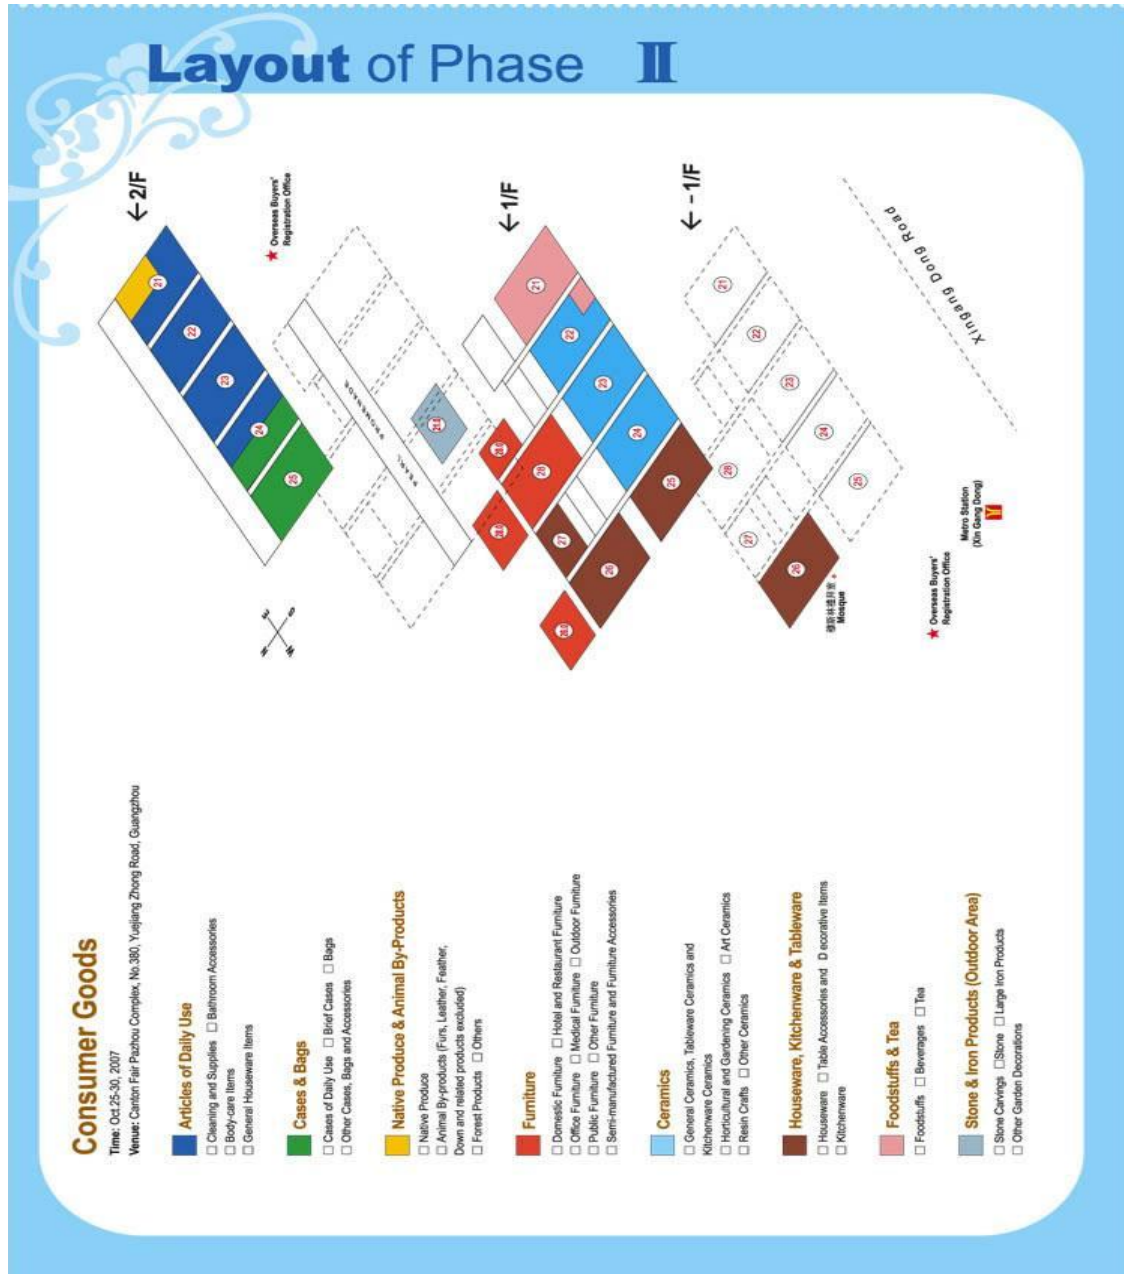 Layout of Phase Ⅱ
Consumer Goods
Time: Oct 25-30, 2007
Venue: Canton Fair Pazhou Complex, No.380, Yuejiang Zhong Road, Guangzhou
Articles of Daily Use
□ Cleaning and Supplies □ Bathroom Accessories
□ Body-care Items
□ General Houseware Items
Cases & Bags
□ Cases of Daily Use □ Brief Cases □ Bags
□ Other Cases, Bags and Accessories
Native Produce & Animal By-Products
□ Native Produce
□ Animal By-products (Furs, Leather, Feather,
Down and related products excluded)
□ Forest Products □ Others
Furniture
□ Domestic Furniture □ Hotel and Restaurant Furniture
□ Office Furniture □ Medical Furniture □ Outdoor Furniture
□ Public Furniture □ Other Furniture
□ Semi-manufactured Furniture and Furniture Accessories
Ceramics
□ General Ceramics, Tableware Ceramics and
Kitchenware Ceramics
□ Horticultural and Gardening Ceramics □ Art Ceramics
□ Resin Crafts □ Other Ceramics
Houseware, Kitchenware & Tableware
□ Houseware □ Table Accessories and D ecorative Items
□ Kitchenware
Foodstuffs & Tea
□ Foodstuffs □ Beverages □ Tea
Stone & Iron Products (Outdoor Area)
□ Stone Carvings □Stone □ Large Iron Products
□ Other Garden Decorations
←2/F
21
22
23
24
25
★ Overseas Buyers'
Registration Office
PEARL PROMENADE
←1/F
21
22
23
24
25
28
27
26
← -1/F
21
22
23
24
25
28
27
26
Mosque
Xingang Dong Road
Metro Station
(Xin Gang Dong)
★ Overseas Buyers'
Registration Office